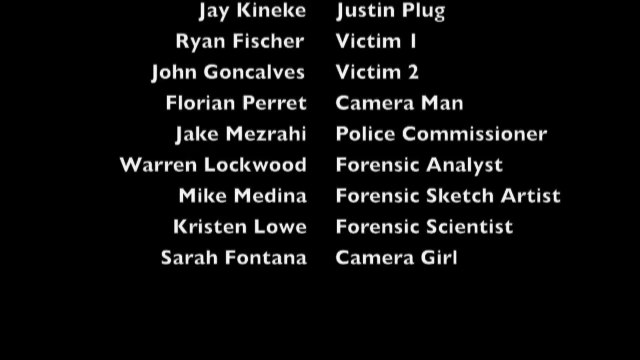 Jay Kineke Justin Plug
Ryan Fischer Victim 1
John Goncalves Victim 2
Florian Perret Camera Man
Jake Mezrahi Police Commissioner
Warren Lockwood Forensic Analyst
Mike Medina Forensic Sketch Artist
Kristen Lowe Forensic Scientist
Sarah Fontana Camera Girl